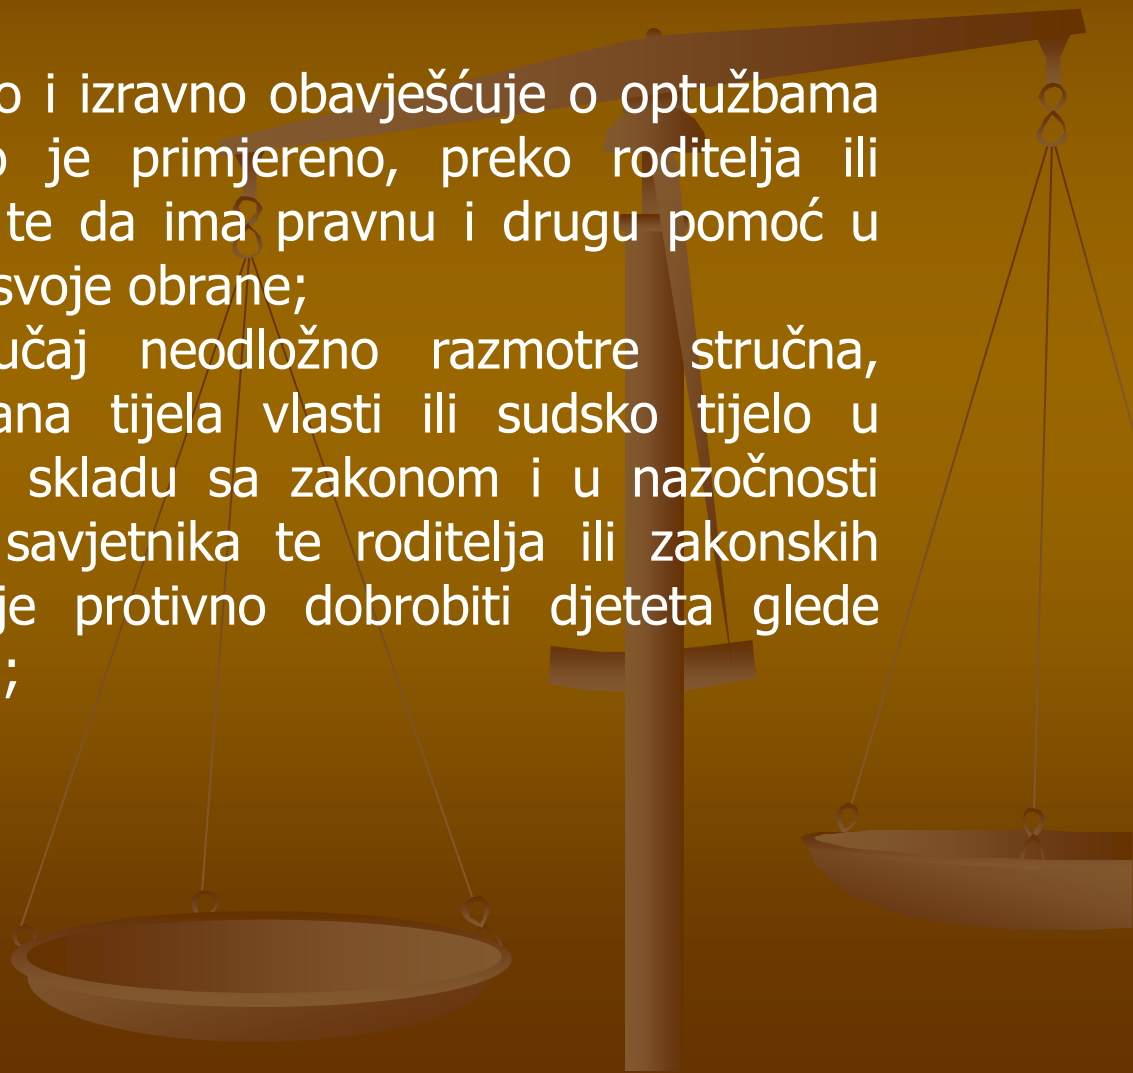 o i izravno obavješćuje o optužbama
o je primjereno, preko roditelja ili
te da ima pravnu i drugu pomoć u
svoje obrane;
učaj neodložno razmotre stručna,
ana tijela vlasti ili sudsko tijelo u
skladu sa zakonom i u nazočnosti
savjetnika te roditelja ili zakonskih
je protivno dobrobiti djeteta glede
;